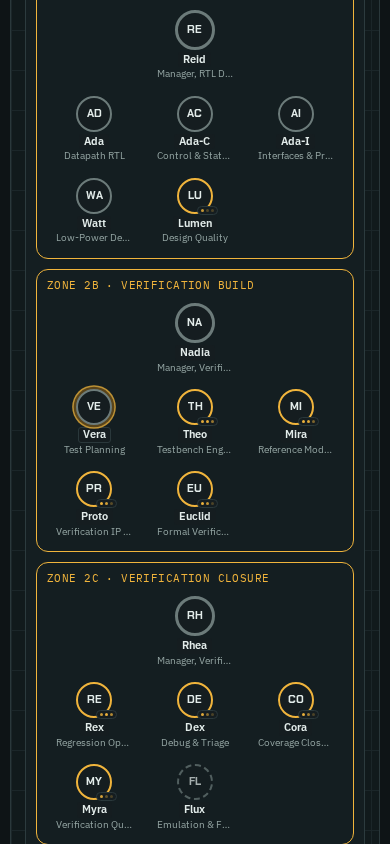 RE
Reid
Manager, RTL D...
AD AC AI
Ada Ada-C Ada-I
Datapath RTL Control & Stat... Interfaces & Pr...
WA LU
Watt Lumen
Low-Power De... Design Quality
ZONE 2B · VERIFICATION BUILD
NA
Nadia
Manager, Verifi...
VE TH MI
Vera Theo Mira
Test Planning Testbench Eng... Reference Mod...
PR EU
Proto Euclid
Verification IP ... Formal Verific...
ZONE 2C · VERIFICATION CLOSURE
RH
Rhea
Manager, Verifi...
RE DE CO
Rex Dex Cora
Regression Op... Debug & Triage Coverage Clos...
MY FL
Myra Flux
Verification Qu... Emulation & F...